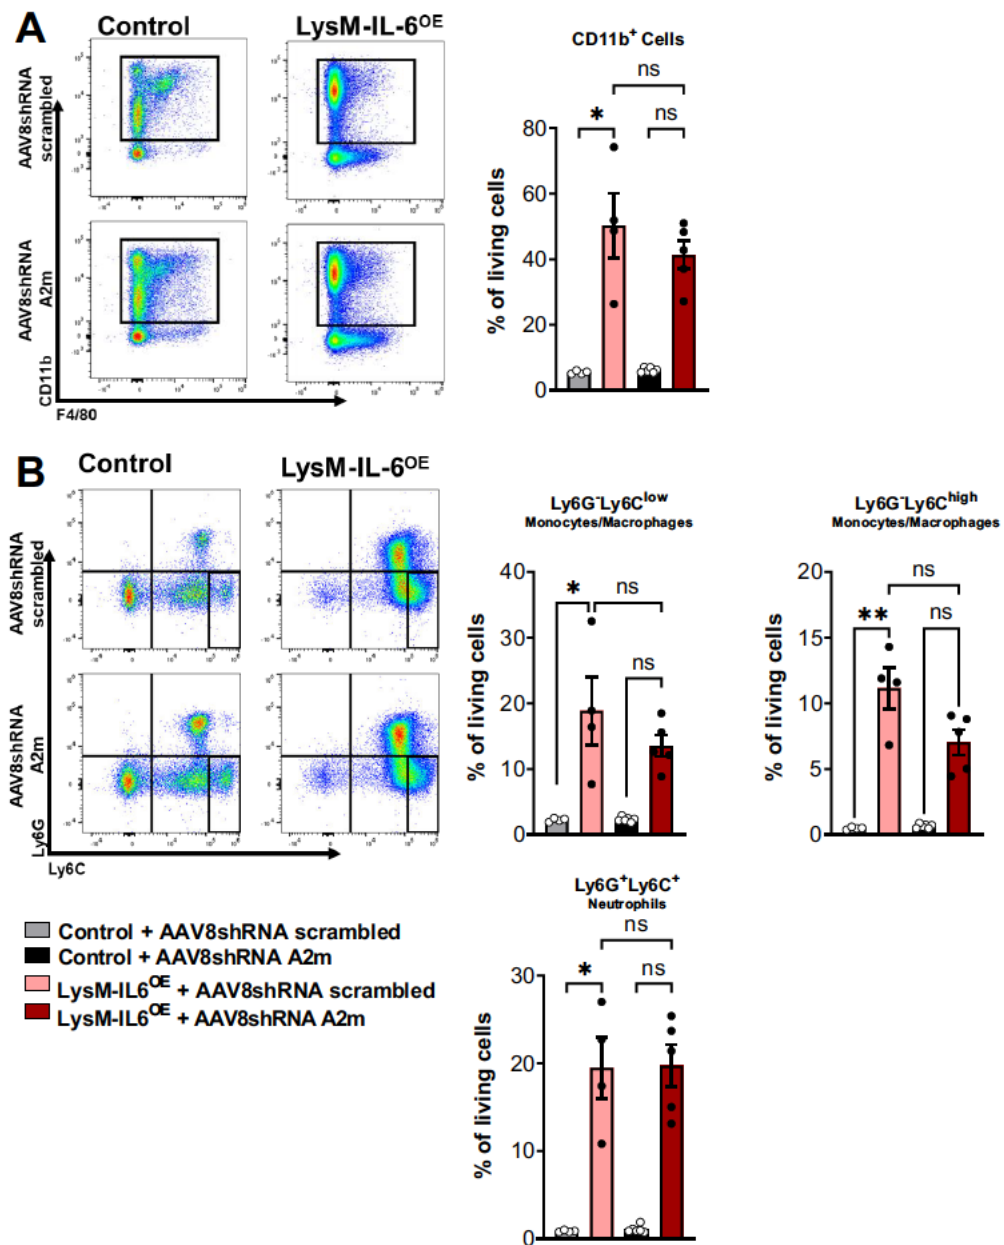 A
Control
LysM-IL-6OE
AAV8shRNA
scrambled
AAV8shRNA
A2m
CD11b
F4/80
CD11b+ Cells
ns
*
ns
% of living cells
80
60
40
20
0
B
Control
LysM-IL-6OE
AAV8shRNA
scrambled
AAV8shRNA
A2m
Ly6G
Ly6C
Ly6G-Ly6Clow
Monocytes/Macrophages
*
ns
ns
% of living cells
40
30
20
10
0
Ly6G-Ly6Chigh
Monocytes/Macrophages
ns
**
ns
% of living cells
20
15
10
5
0
Control + AAV8shRNA scrambled
Control + AAV8shRNA A2m
LysM-IL6OE + AAV8shRNA scrambled
LysM-IL6OE + AAV8shRNA A2m
Ly6G+Ly6C+
Neutrophils
ns
*
ns
% of living cells
30
20
10
0